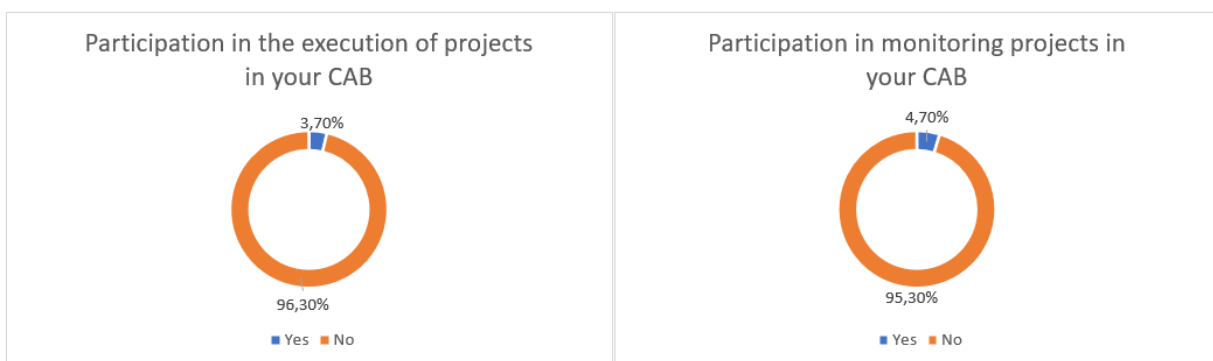 Participation in the execution of projects
in your CAB
3,70%
96,30%
Yes No
Participation in monitoring projects in
your CAB
4,70%
95,30%
Yes No